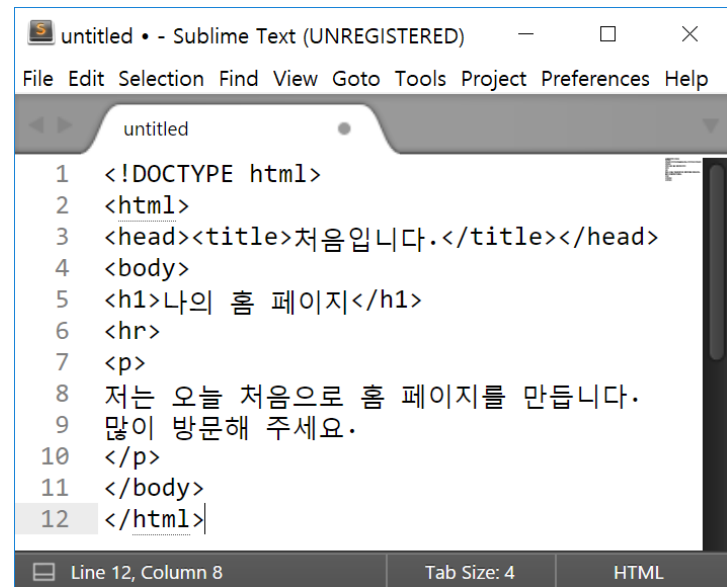 untitled • - Sublime Text (UNREGISTERED)
File Edit Selection Find View Goto Tools Project Preferences Help
untitled
1 <!DOCTYPE html>
2 <html>
3 <head><title>처음입니다.</title></head>
4 <body>
5 <h1>나의 홈 페이지</h1>
6 <hr>
7 <p>
8 저는 오늘 처음으로 홈 페이지를 만듭니다.
9 많이 방문해 주세요.
10 </p>
11 </body>
12 </html>
Line 12, Column 8 Tab Size: 4 HTML